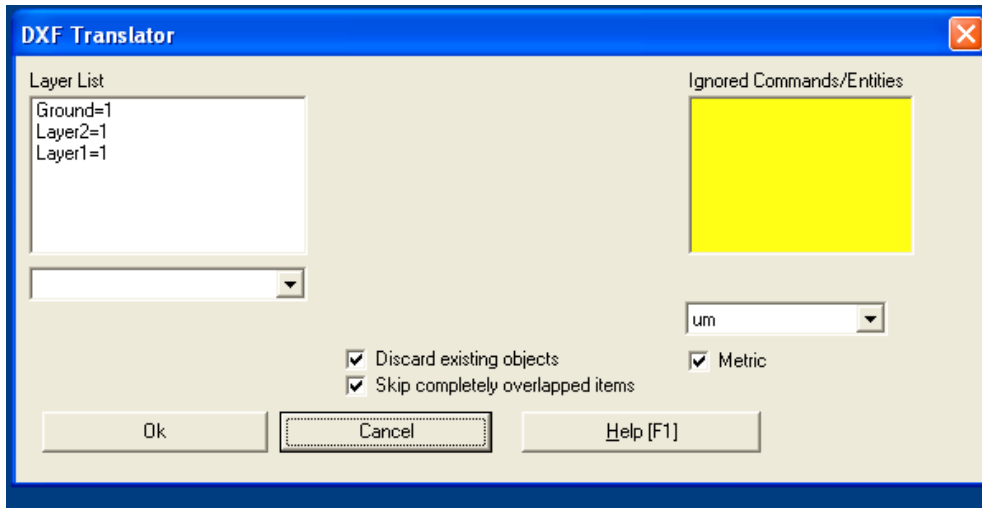 DXF Translator
Layer List
Ignored Commands/Entities
Ground=1
Layer2=1
Layer1=1
um
Discard existing objects
Metric
Skip completely overlapped items
Ok
Cancel
Help [F1]